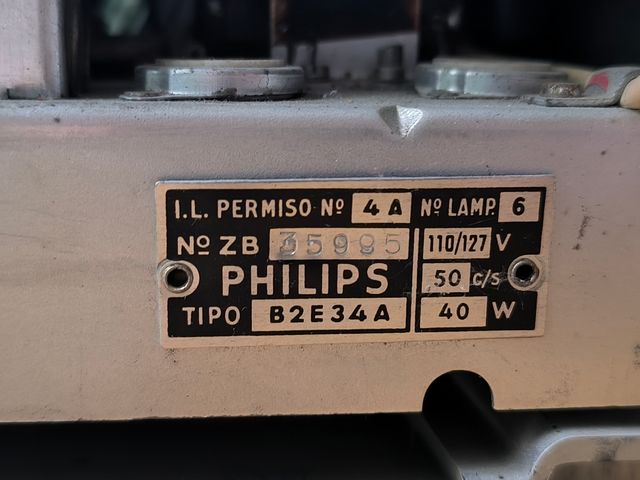 I.L. PERMISO Nº 4 A Nº LAMP. 6
Nº ZB 35985 110/127 V
PHILIPS 50 c/s
TIPO B2E34A 40 W